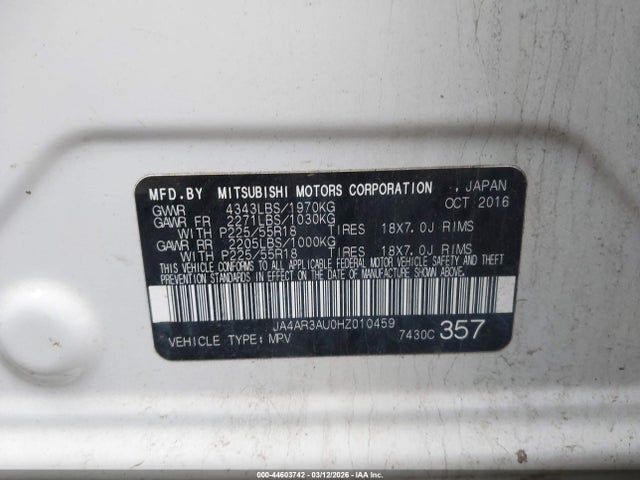 MFD.BY MITSUBISHI MOTORS CORPORATION , JAPAN
GVWR 4343LBS/1970KG OCT 2016
GAWR FR 2271LBS/1030KG
WITH P225/55R18 TIRES 18X7.0J RIMS
GAWR RR 2205LBS/1000KG
WITH P225/55R18 TIRES 18X7.0J RIMS
THIS VEHICLE CONFORMS TO ALL APPLICABLE FEDERAL MOTOR VEHICLE SAFETY AND THEFT
PREVENTION STANDARDS IN EFFECT ON THE DATE OF MANUFACTURE SHOWN ABOVE.
JA4AR3AU0HZ010459
VEHICLE TYPE: MPV 7430C 357
000-44603742 - 03/12/2026 - IAA Inc.